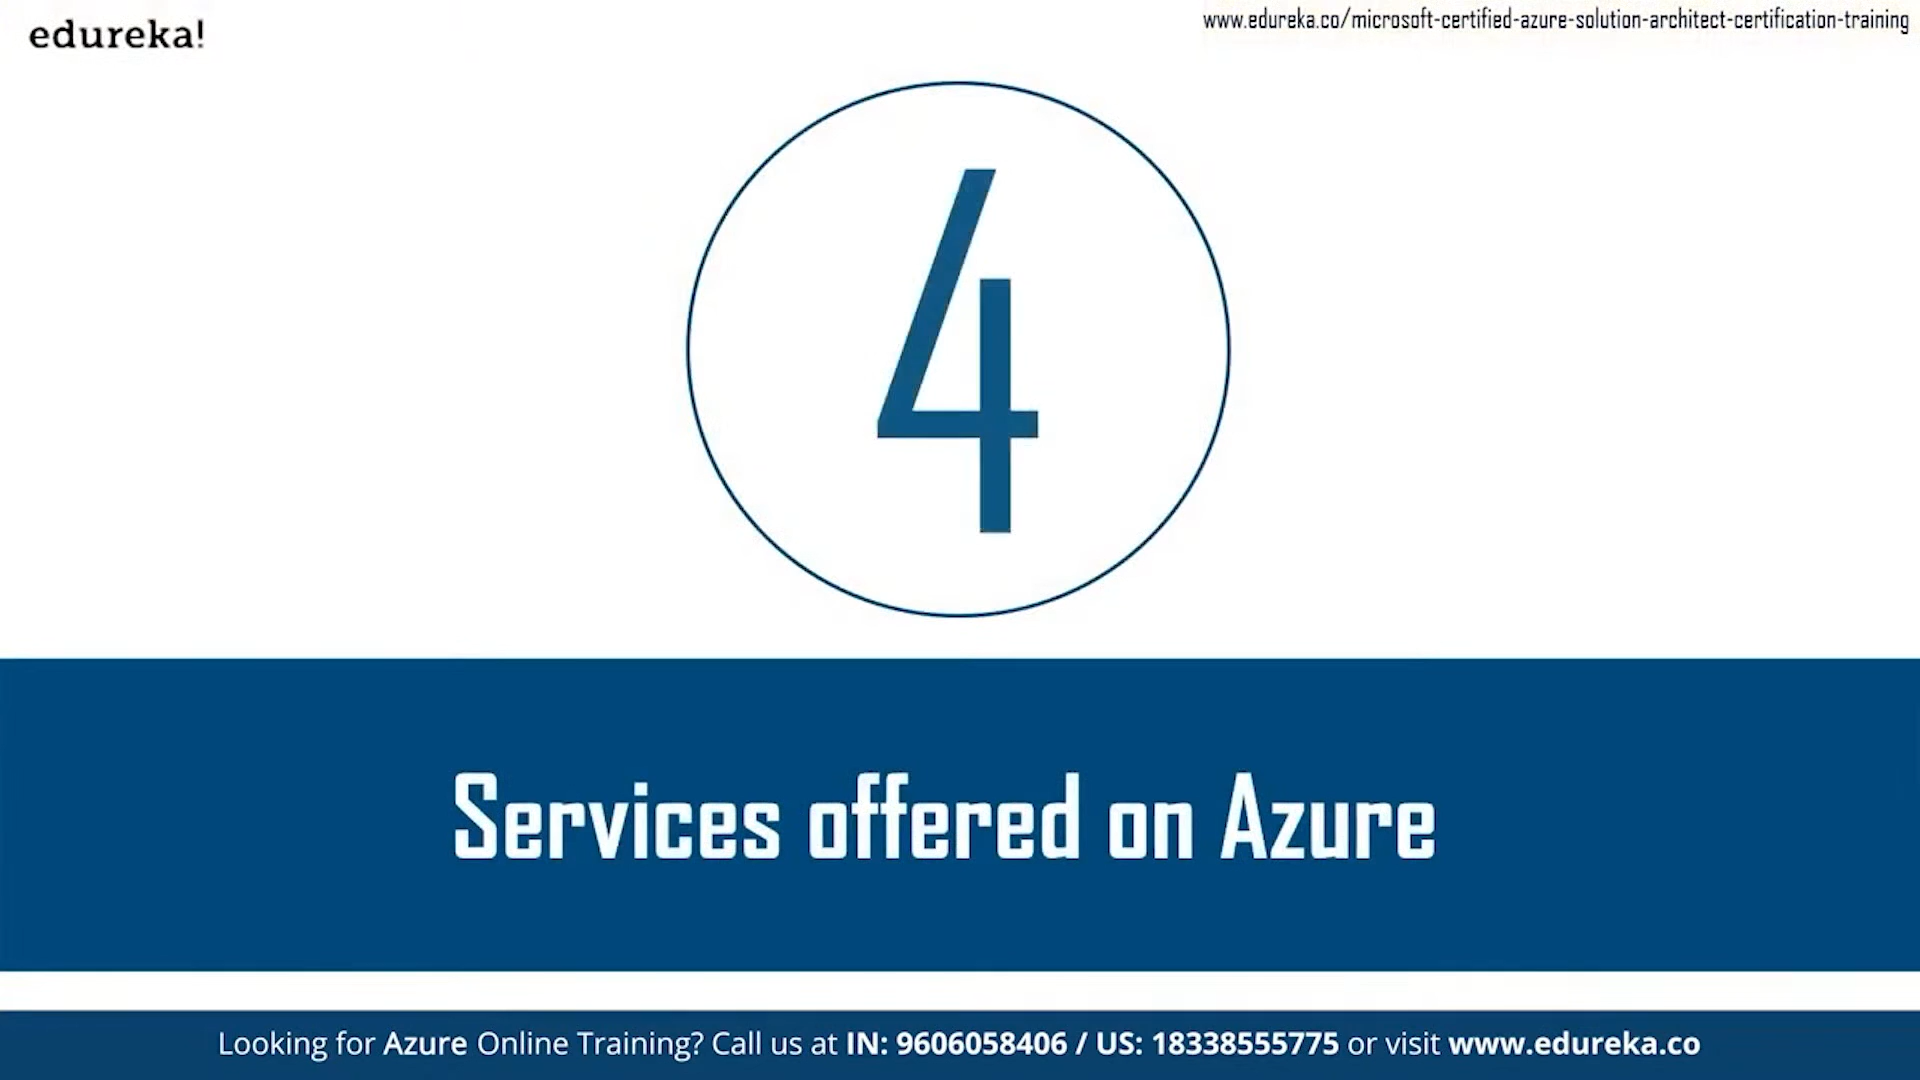 edureka!
www.edureka.co/microsoft-certified-azure-solution-architect-certification-training
4
Services offered on Azure
Looking for Azure Online Training? Call us at IN: 9606058406 / US: 18338555775 or visit www.edureka.co